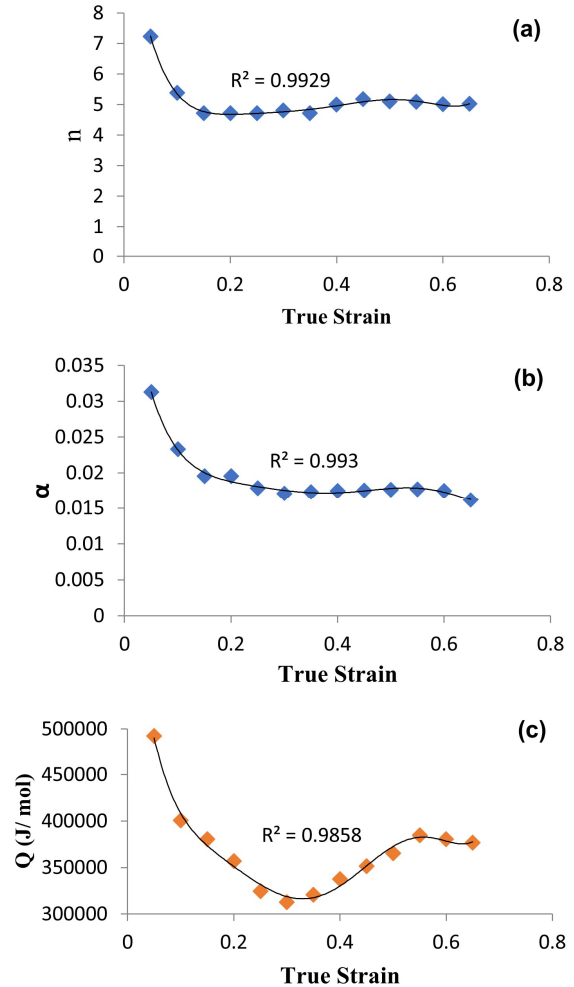 (a)
8
7
6
5
4
3
2
1
0
n
R² = 0.9929
0 0.2 0.4 0.6 0.8
True Strain
(b)
0.035
0.03
0.025
0.02
0.015
0.01
0.005
0
α
R² = 0.993
0 0.2 0.4 0.6 0.8
True Strain
(c)
500000
450000
400000
350000
300000
Q (J/ mol)
R² = 0.9858
0 0.2 0.4 0.6 0.8
True Strain